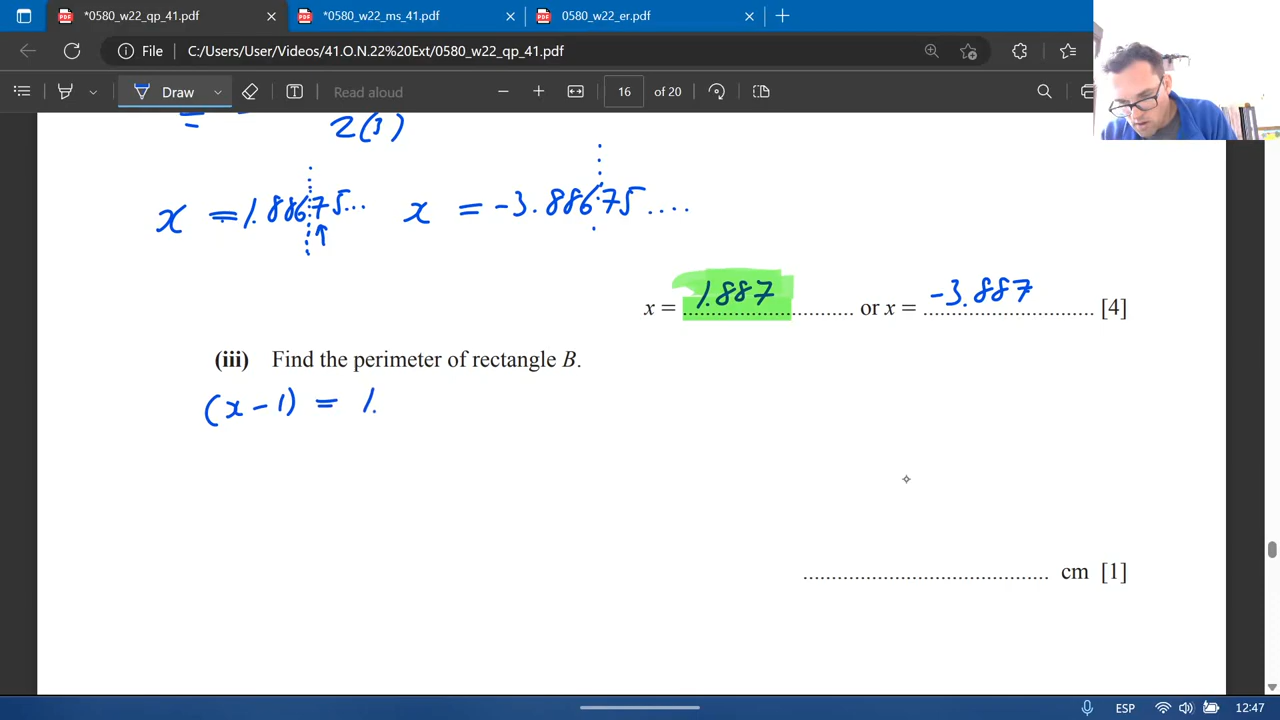 *0580_w22_qp_41.pdf
*0580_w22_ms_41.pdf
0580_w22_er.pdf
File C:/Users/User/Videos/41.O.N.22%20Ext/0580_w22_qp_41.pdf
Draw Read aloud 16 of 20
2(3)
x = 1.88675... x = -3.88675....
x = 1.887 or x = -3.887 [4]
(iii) Find the perimeter of rectangle B.
(x - 1) = 1.
cm [1]
ESP 12:47